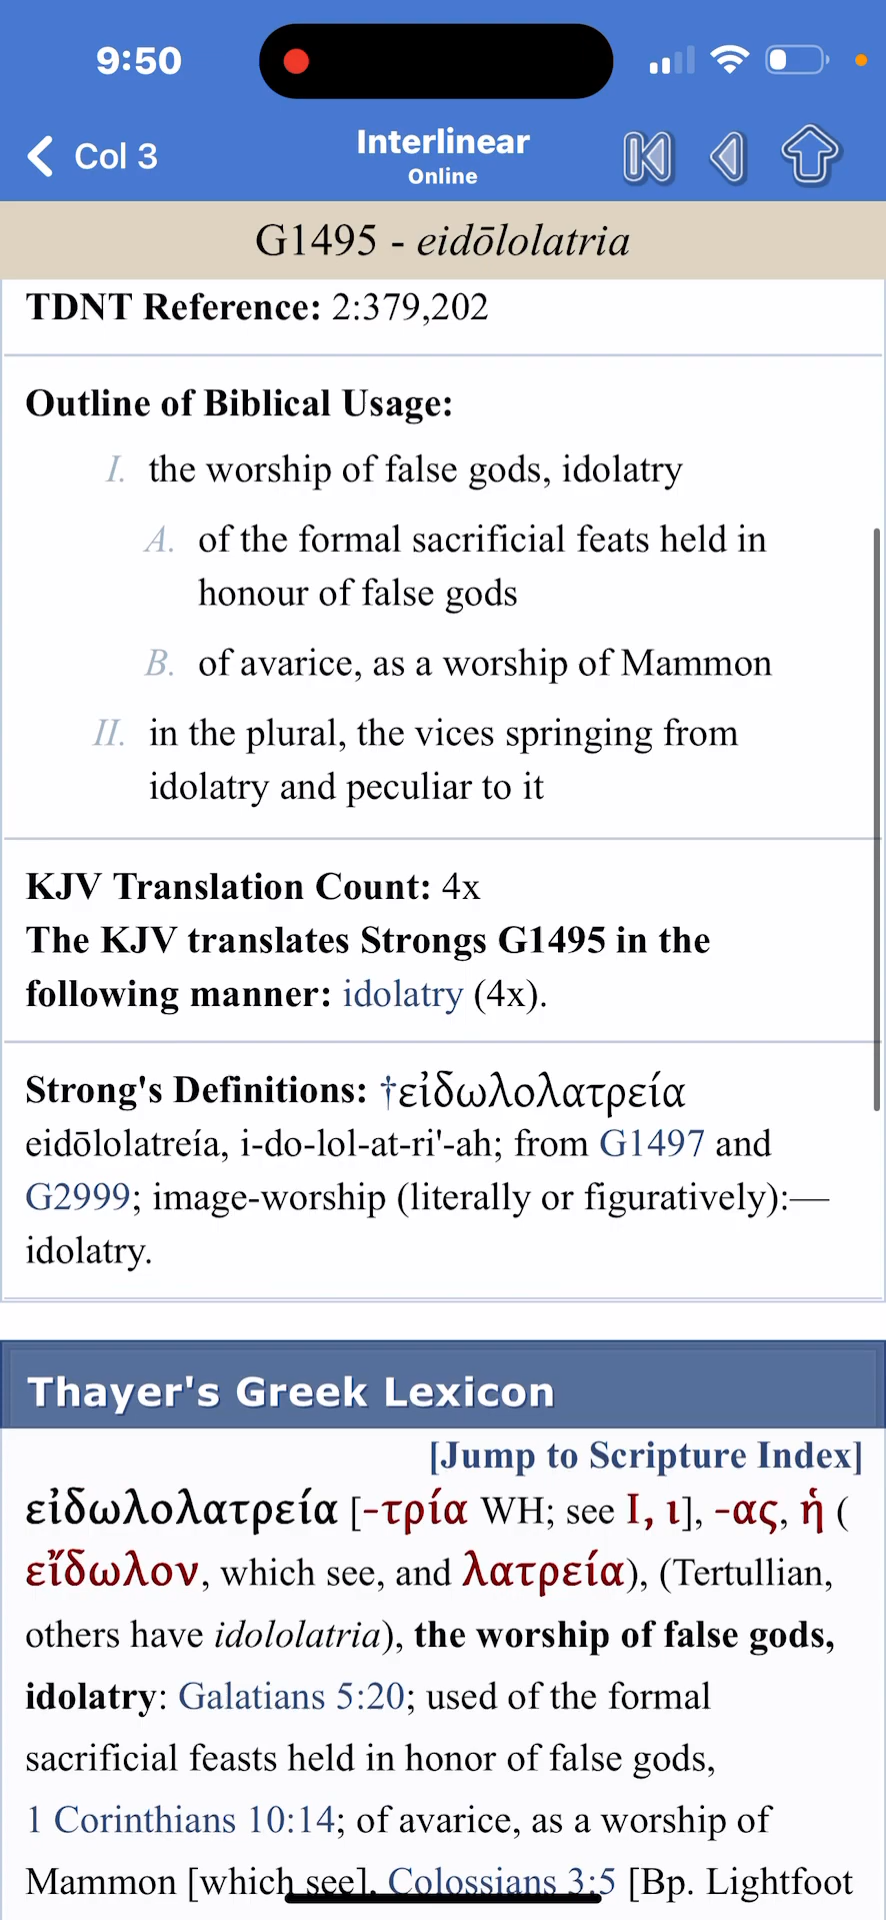 9:50
Col 3
Interlinear
Online
G1495 - eidōlolatria
TDNT Reference: 2:379,202
Outline of Biblical Usage:
I. the worship of false gods, idolatry
A. of the formal sacrificial feats held in
honour of false gods
B. of avarice, as a worship of Mammon
II. in the plural, the vices springing from
idolatry and peculiar to it
KJV Translation Count: 4x
The KJV translates Strongs G1495 in the
following manner: idolatry (4x).
Strong's Definitions: †εἰδωλολατρεία
eidōlolatreía, i-do-lol-at-ri'-ah; from G1497 and
G2999; image-worship (literally or figuratively):—
idolatry.
Thayer's Greek Lexicon
[Jump to Scripture Index]
εἰδωλολατρεία [-τρία WH; see Ι, ι], -ας, ἡ (
εἴδωλον, which see, and λατρεία), (Tertullian,
others have idololatria), the worship of false gods,
idolatry: Galatians 5:20; used of the formal
sacrificial feasts held in honor of false gods,
1 Corinthians 10:14; of avarice, as a worship of
Mammon [which see], Colossians 3:5 [Bp. Lightfoot